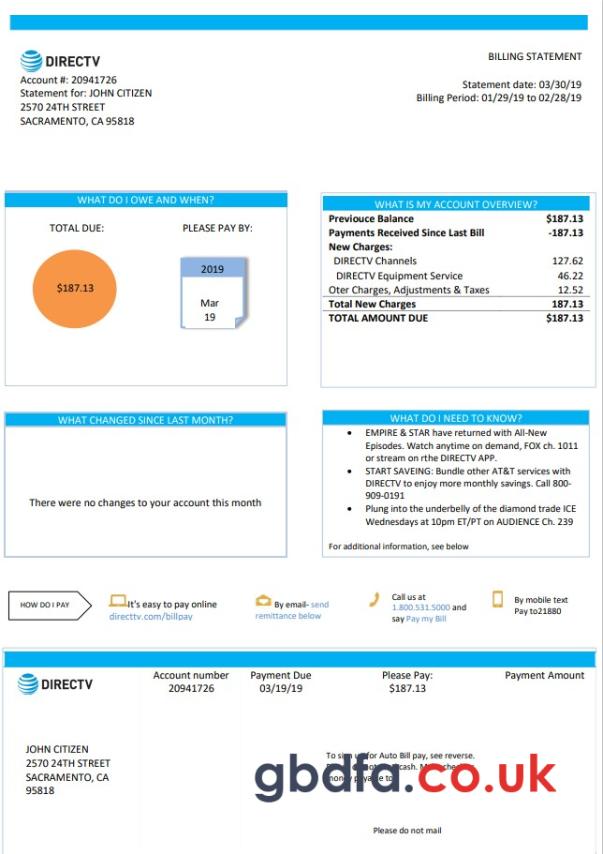 DIRECTV
BILLING STATEMENT
Account #: 20941726
Statement for: JOHN CITIZEN
2570 24TH STREET
SACRAMENTO, CA 95818
Statement date: 03/30/19
Billing Period: 01/29/19 to 02/28/19
WHAT DO I OWE AND WHEN?
TOTAL DUE:
PLEASE PAY BY:
$187.13
2019
Mar
19
WHAT IS MY ACCOUNT OVERVIEW?
Previouce Balance $187.13
Payments Received Since Last Bill -187.13
New Charges:
DIRECTV Channels 127.62
DIRECTV Equipment Service 46.22
Oter Charges, Adjustments & Taxes 12.52
Total New Charges 187.13
TOTAL AMOUNT DUE $187.13
WHAT CHANGED SINCE LAST MONTH?
There were no changes to your account this month
WHAT DO I NEED TO KNOW?
• EMPIRE & STAR have returned with All-New
Episodes. Watch anytime on demand, FOX ch. 1011
or stream on rthe DIRECTV APP.
• START SAVEING: Bundle other AT&T services with
DIRECTV to enjoy more monthly savings. Call 800-
909-0191
• Plung into the underbelly of the diamond trade ICE
Wednesdays at 10pm ET/PT on AUDIENCE Ch. 239
For additional information, see below
HOW DO I PAY
It's easy to pay online
directtv.com/billpay
By email- send
remittance below
Call us at
1.800.531.5000 and
say Pay my Bill
By mobile text
Pay to21880
DIRECTV
Account number
20941726
Payment Due
03/19/19
Please Pay:
$187.13
Payment Amount
JOHN CITIZEN
2570 24TH STREET
SACRAMENTO, CA
95818
To sign up for Auto Bill pay, see reverse.
cash.
money payable to
gbdfa.co.uk
Please do not mail